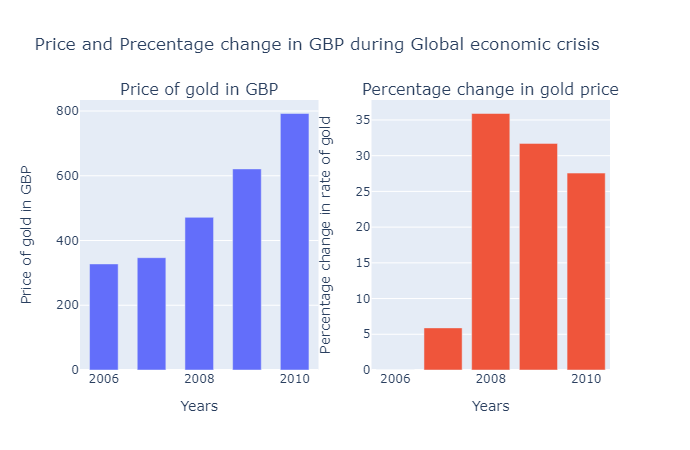 Price and Precentage change in GBP during Global economic crisis
Price of gold in GBP
Percentage change in gold price
Price of gold in GBP
800
600
400
200
0
2006
2008
2010
Years
Percentage change in rate of gold
35
30
25
20
15
10
5
0
2006
2008
2010
Years